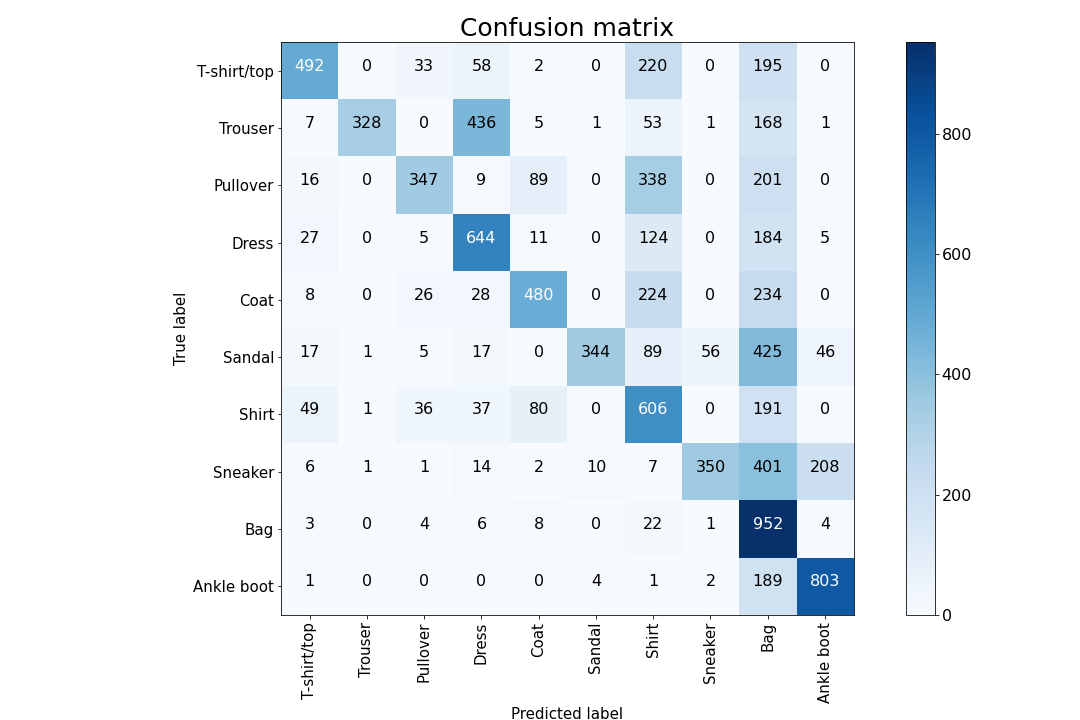 Confusion matrix
T-shirt/top 492 0 33 58 2 0 220 0 195 0
Trouser 7 328 0 436 5 1 53 1 168 1
800
Pullover 16 0 347 9 89 0 338 0 201 0
Dress 27 0 5 644 11 0 124 0 184 5
600
Coat 8 0 26 28 480 0 224 0 234 0
True label
Sandal 17 1 5 17 0 344 89 56 425 46
400
Shirt 49 1 36 37 80 0 606 0 191 0
Sneaker 6 1 1 14 2 10 7 350 401 208
200
Bag 3 0 4 6 8 0 22 1 952 4
Ankle boot 1 0 0 0 0 4 1 2 189 803
0
T-shirt/top
Trouser
Pullover
Dress
Coat
Sandal
Shirt
Sneaker
Bag
Ankle boot
Predicted label